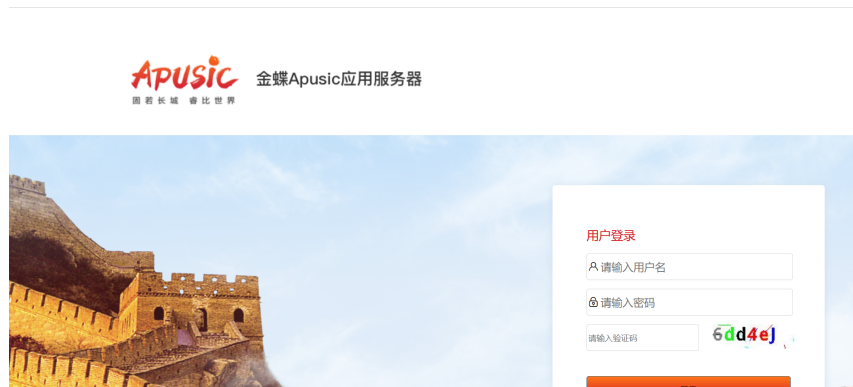 APUSIC
固若长城 睿比世界
金蝶Apusic应用服务器
用户登录
请输入用户名
请输入密码
请输入验证码
6dd4eJ